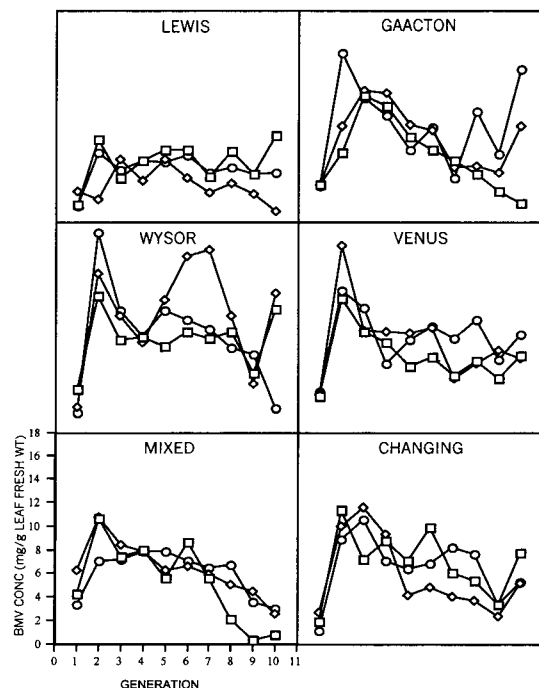 LEWIS
GAACTON
WYSOR
VENUS
MIXED
CHANGING
BMV CONC (mg/g LEAF FRESH WT)
18
16
14
12
10
8
6
4
2
0
0 1 2 3 4 5 6 7 8 9 10 11
GENERATION